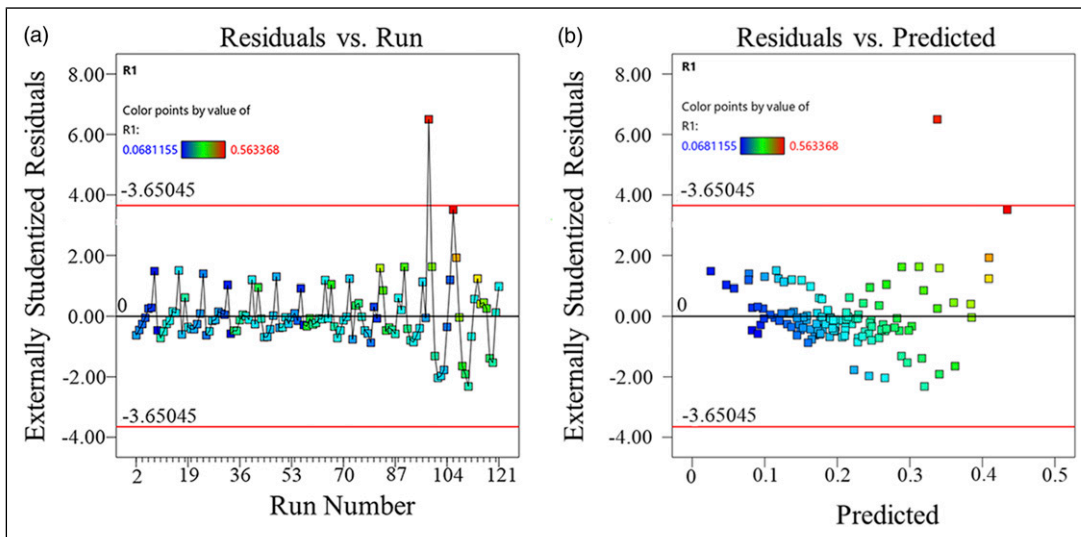 (a)
Residuals vs. Run
Externally Studentized Residuals
8.00
6.00
4.00
2.00
0.00
-2.00
-4.00
R1
Color points by value of
R1:
0.0681155 0.563368
-3.65045
0
-3.65045
2 19 36 53 70 87 104 121
Run Number
(b)
Residuals vs. Predicted
Externally Studentized Residuals
8.00
6.00
4.00
2.00
0.00
-2.00
-4.00
R1
Color points by value of
R1:
0.0681155 0.563368
-3.65045
0
-3.65045
0 0.1 0.2 0.3 0.4 0.5
Predicted